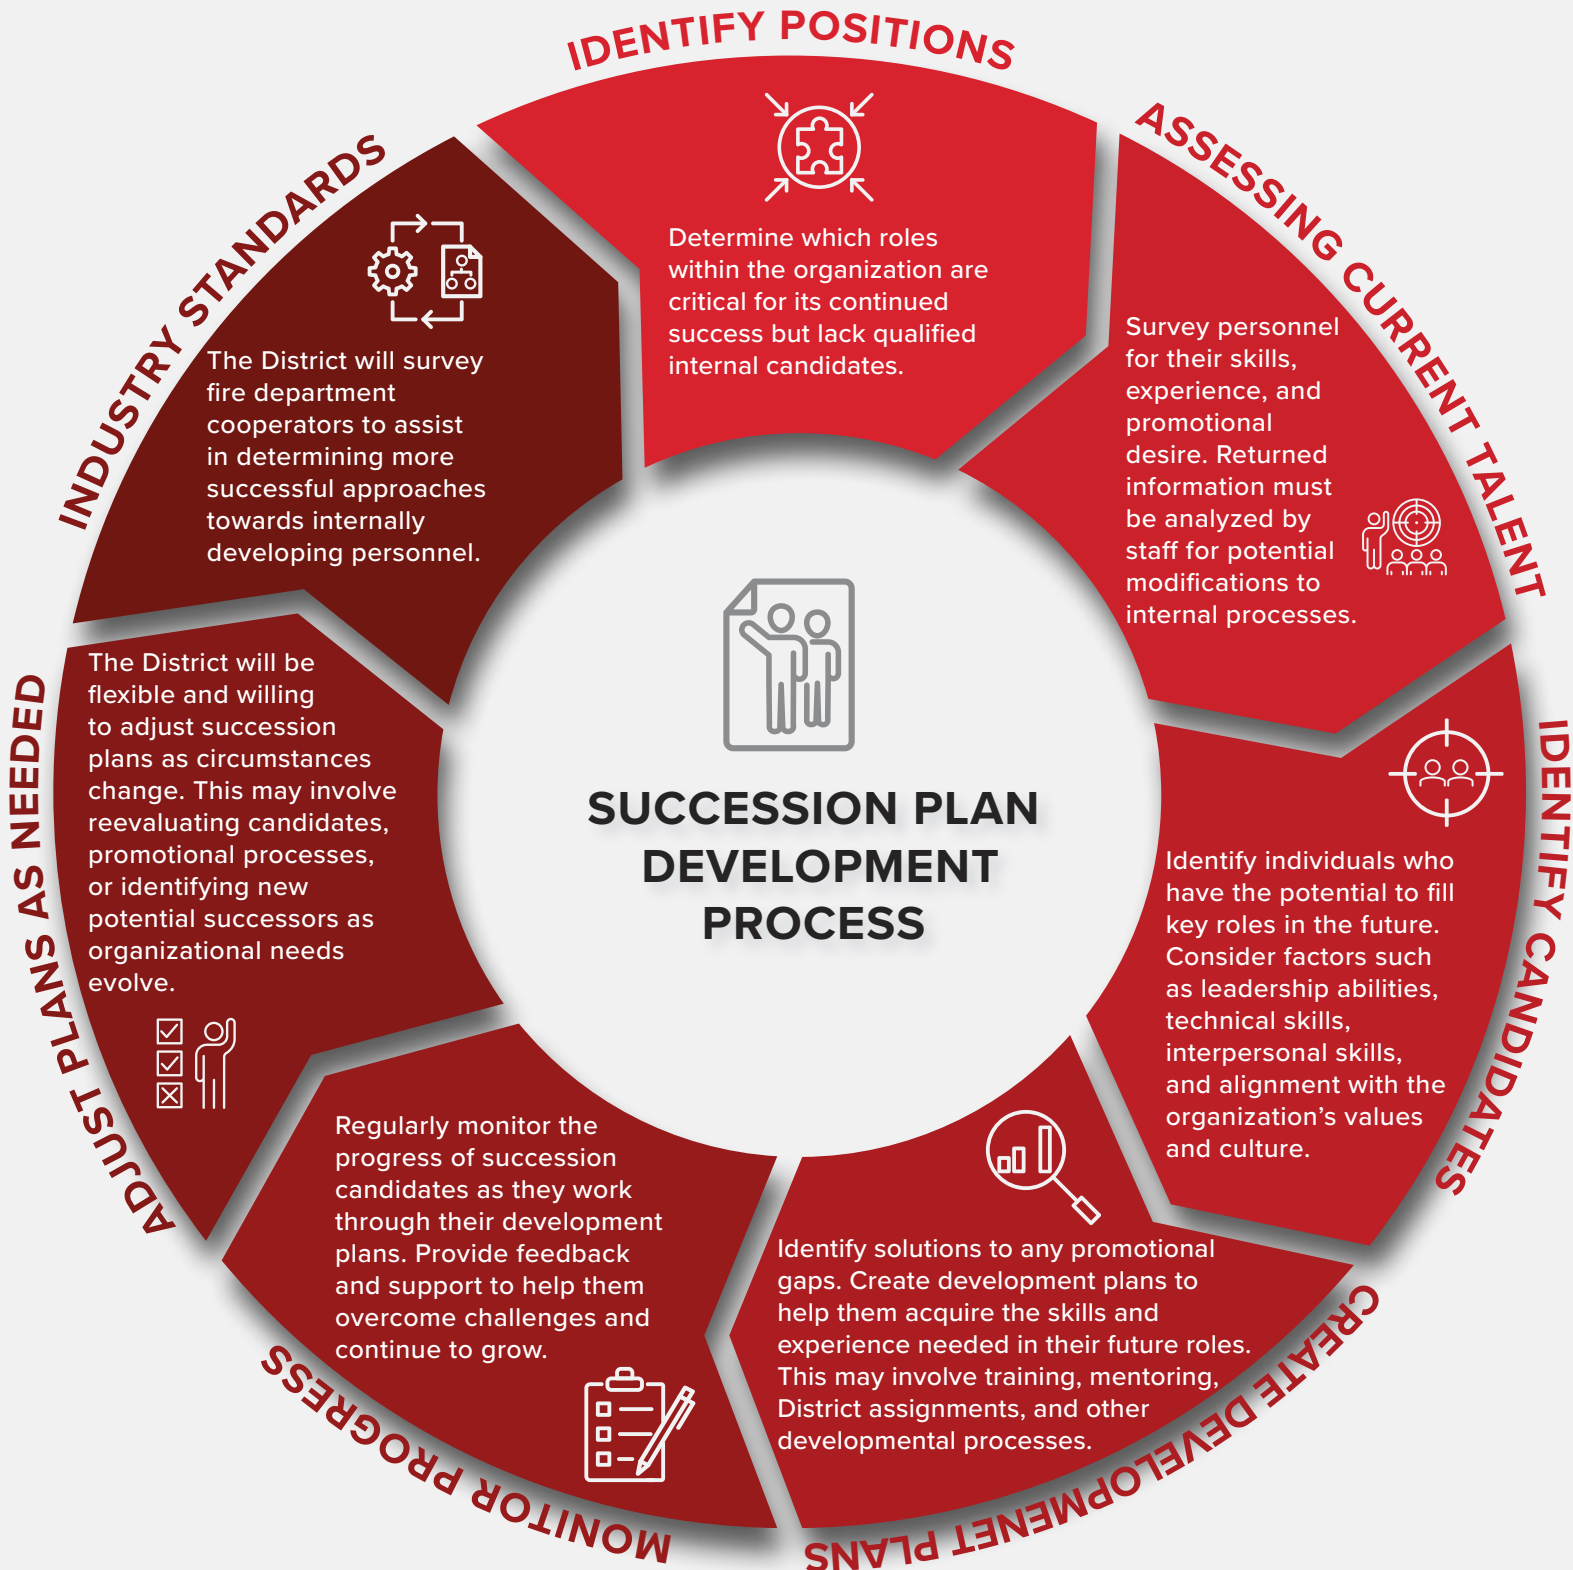 IDENTIFY POSITIONS
Determine which roles
within the organization are
critical for its continued
success but lack qualified
internal candidates.
ASSESSING CURRENT TALENT
Survey personnel
for their skills,
experience, and
promotional
desire. Returned
information must
be analyzed by
staff for potential
modifications to
internal processes.
IDENTIFY CANDIDATES
Identify individuals who
have the potential to fill
key roles in the future.
Consider factors such
as leadership abilities,
technical skills,
interpersonal skills,
and alignment with the
organization’s values
and culture.
CREATE DEVELOPMENET PLANS
Identify solutions to any promotional
gaps. Create development plans to
help them acquire the skills and
experience needed in their future roles.
This may involve training, mentoring,
District assignments, and other
developmental processes.
MONITOR PROGRESS
Regularly monitor the
progress of succession
candidates as they work
through their development
plans. Provide feedback
and support to help them
overcome challenges and
continue to grow.
ADJUST PLANS AS NEEDED
The District will be
flexible and willing
to adjust succession
plans as circumstances
change. This may involve
reevaluating candidates,
promotional processes,
or identifying new
potential successors as
organizational needs
evolve.
INDUSTRY STANDARDS
The District will survey
fire department
cooperators to assist
in determining more
successful approaches
towards internally
developing personnel.
SUCCESSION PLAN
DEVELOPMENT
PROCESS